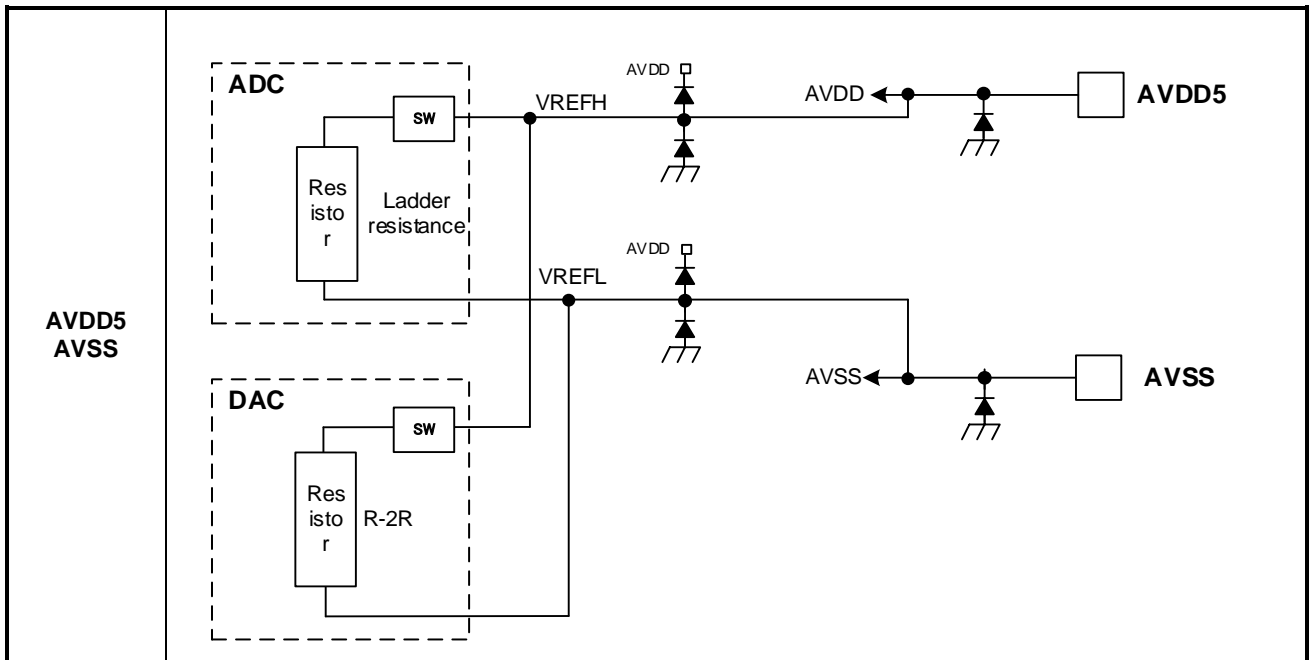 AVDD5
AVSS
ADC
SW
Res
isto
r
Ladder
resistance
VREFH
AVDD
AVDD
AVDD5
VREFL
AVDD
AVSS
AVSS
DAC
SW
Res
isto
r
R-2R